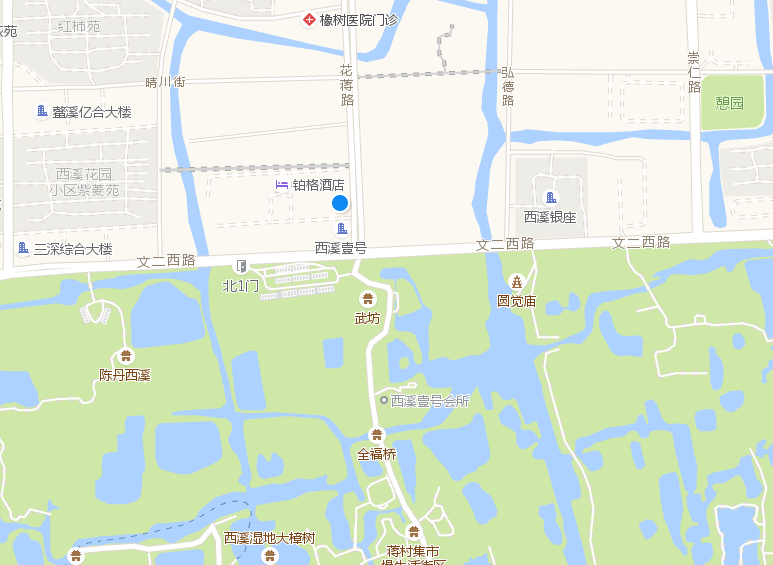 橡树医院门诊
红柿苑
花蒋路
弘德路
崇仁路
晴川街
憩园
蝥溪亿合大楼
西溪花园
小区紫菱苑
铂格酒店
西溪银座
三深综合大楼
西溪壹号
文二西路
文二西路
文二西路
北1门
圆觉庙
武坊
陈丹西溪
西溪壹号会所
全福桥
西溪湿地大樟树
蒋村集市